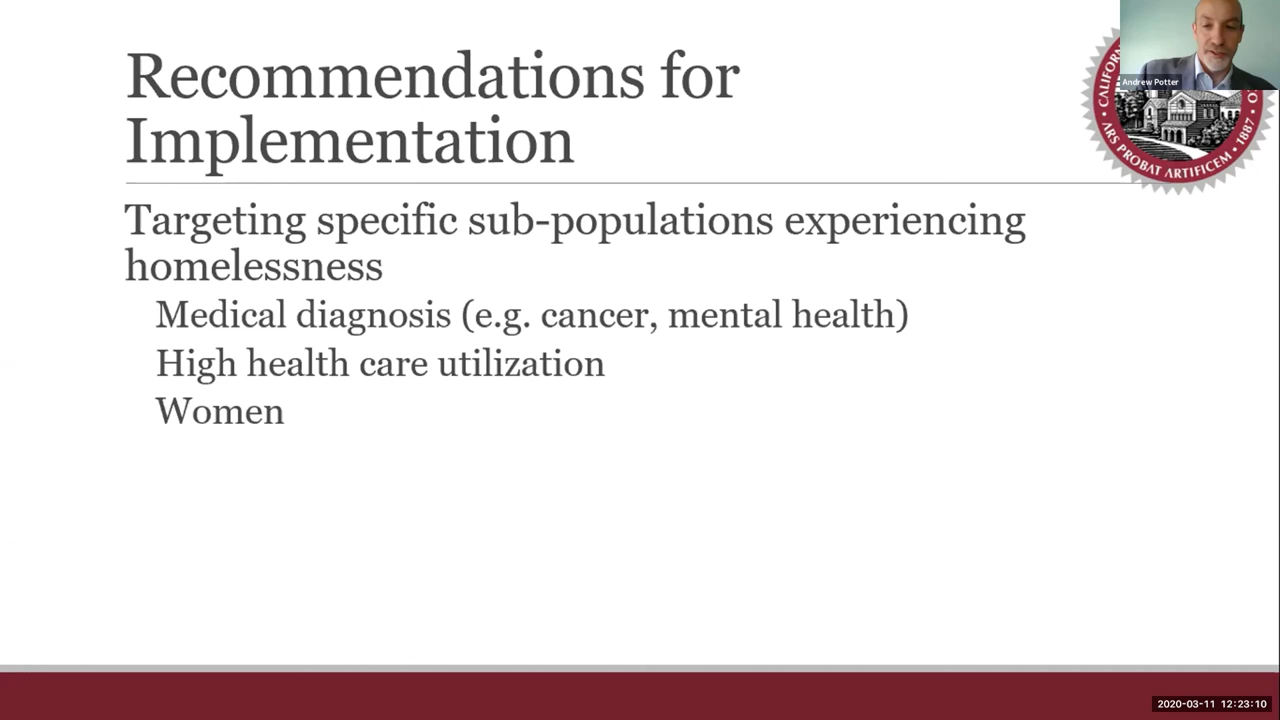 Recommendations for
Implementation
Andrew Potter
CALIFOR
O
ARS PROBAT ARTIFICEM • 1887 •
Targeting specific sub-populations experiencing
homelessness
Medical diagnosis (e.g. cancer, mental health)
High health care utilization
Women
2020-03-11 12:23:10